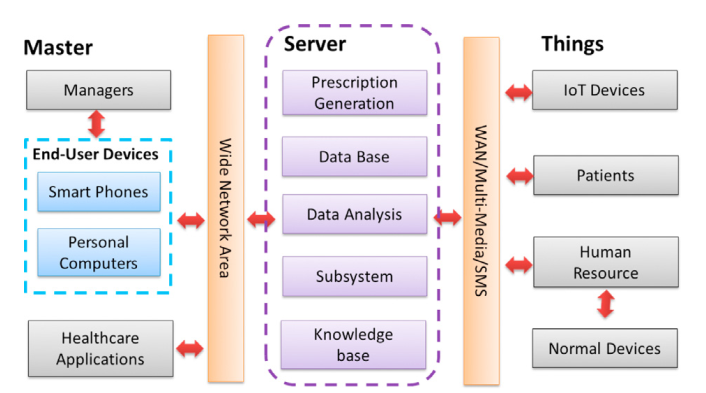 Master
Managers
End-User Devices
Smart Phones
Personal
Computers
Healthcare
Applications
Wide Network Area
Server
Prescription
Generation
Data Base
Data Analysis
Subsystem
Knowledge
base
WAN/Multi-Media/SMS
Things
IoT Devices
Patients
Human
Resource
Normal Devices